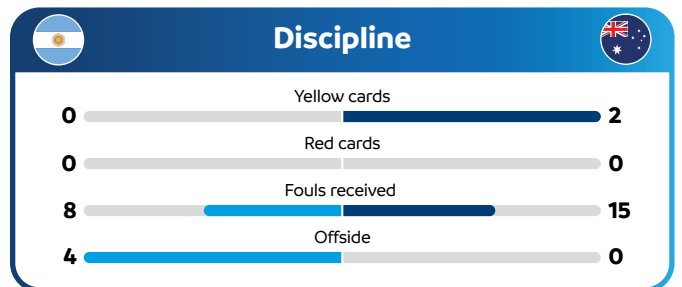 Discipline
Yellow cards
0 2
Red cards
0 0
Fouls received
8 15
Offside
4 0